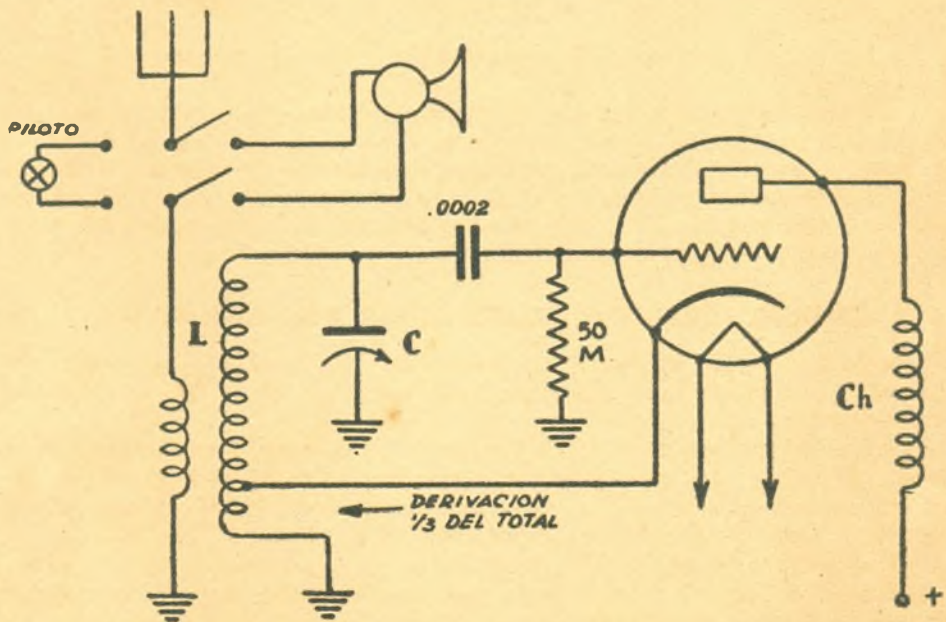 PILOTO
.0002
L
C
50
M
Ch
DERIVACION
1/3 DEL TOTAL
+